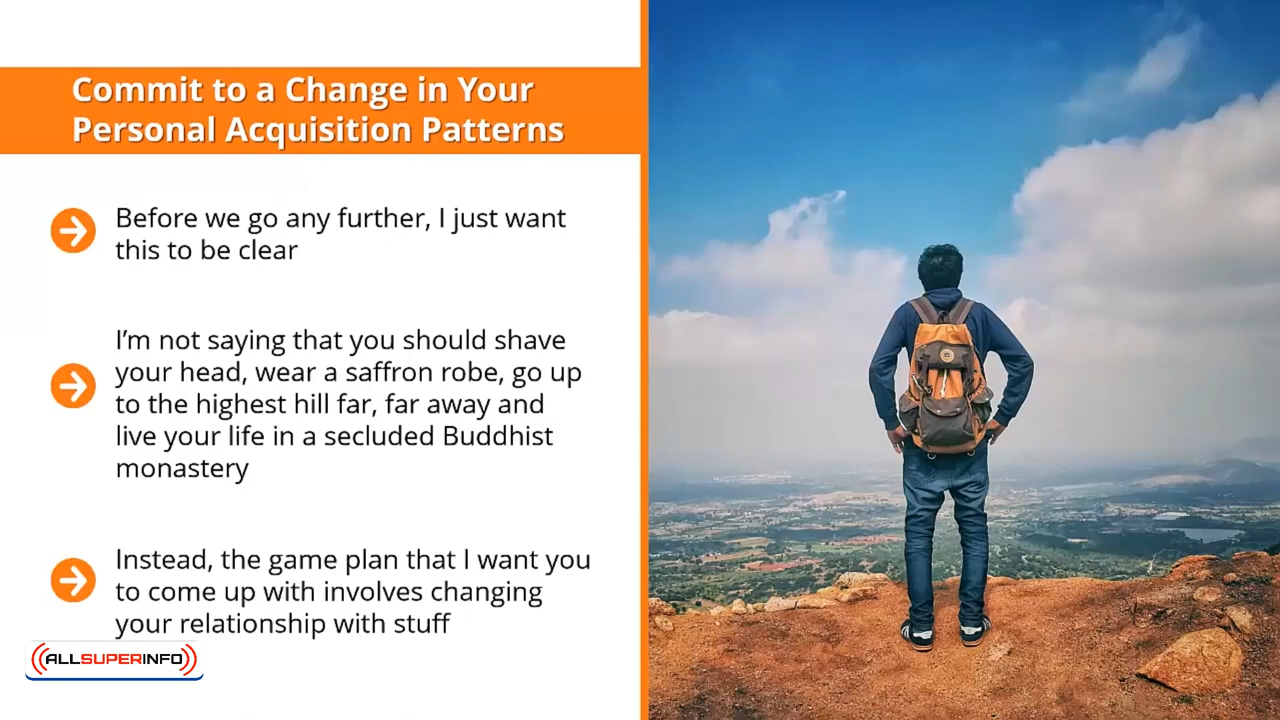 Commit to a Change in Your
Personal Acquisition Patterns
Before we go any further, I just want
this to be clear
I’m not saying that you should shave
your head, wear a saffron robe, go up
to the highest hill far, far away and
live your life in a secluded Buddhist
monastery
Instead, the game plan that I want you
to come up with involves changing
your relationship with stuff
ALLSUPERINFO